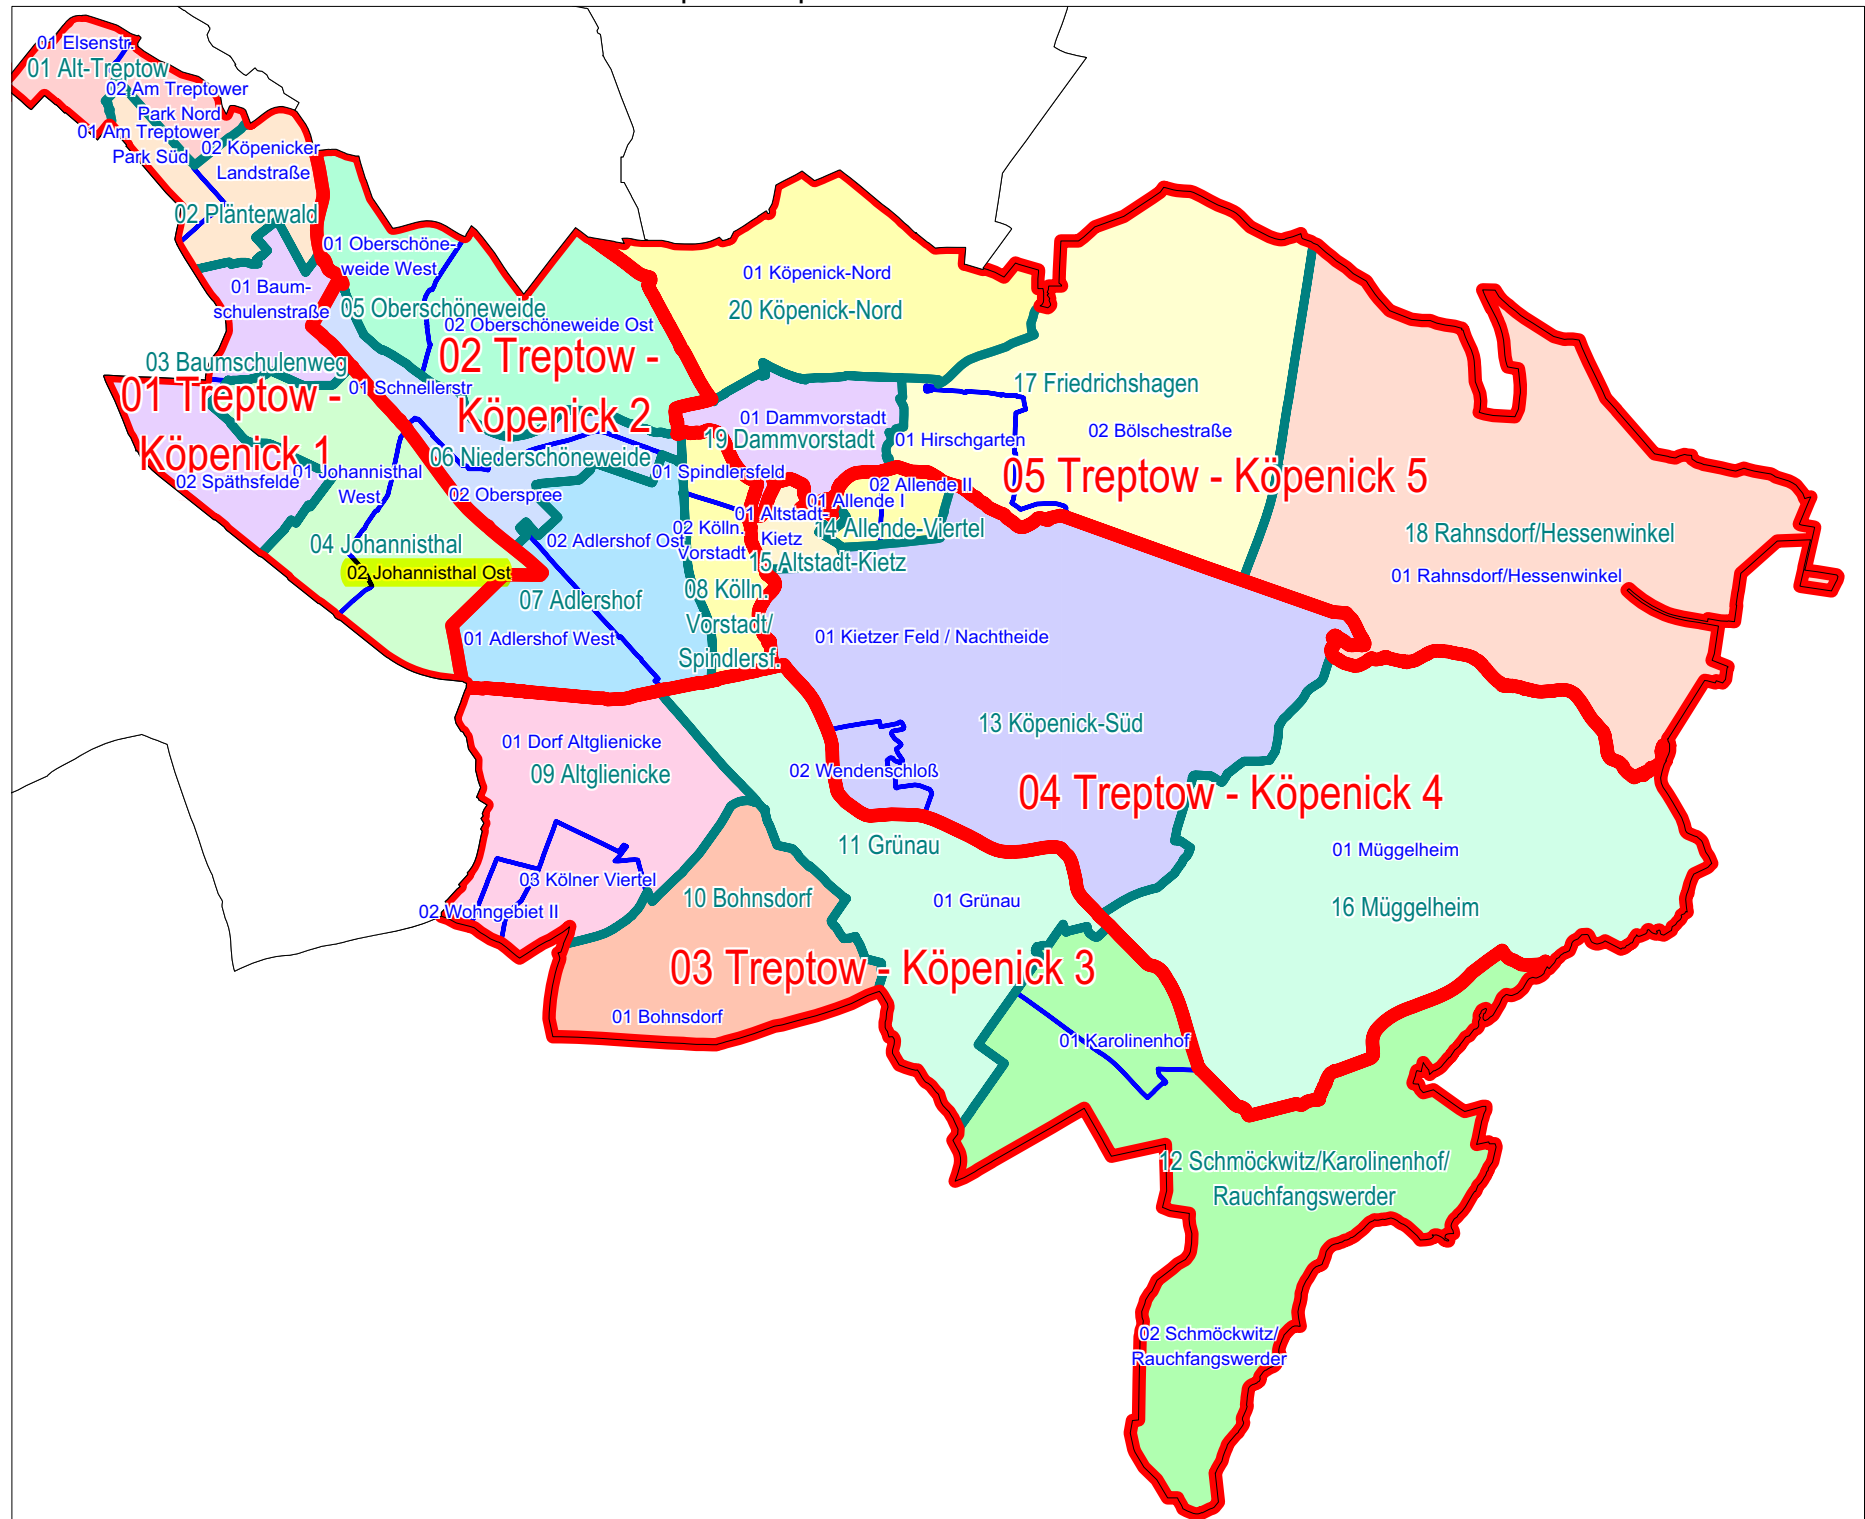 01 Elsenstr.
01 Alt-Treptow
02 Am Treptower
Park Nord
01 Am Treptower
Park Süd
02 Köpenicker
Landstraße
02 Plänterwald
01 Oberschöne-
weide West
01 Baum-
schulenstraße
05 Oberschöneweide
02 Oberschöneweide Ost
03 Baumschulenweg
01 Treptow -
Köpenick 1
02 Treptow -
Köpenick 2
01 Schnellerstr
01 Köpenick-Nord
20 Köpenick-Nord
17 Friedrichshagen
01 Dammvorstadt
19 Dammvorstadt
01 Hirschgarten
02 Bölschestraße
05 Treptow - Köpenick 5
06 Niederschöneweide
01 Johannisthal
West
02 Späthsfelde
01 Spindlersfeld
02 Oberspree
02 Allende II
01 Allende I
14 Allende-Viertel
01 Altstadt-
Kietz
15 Altstadt-Kietz
02 Kölln.
Vorstadt
02 Adlershof Ost
04 Johannisthal
02 Johannisthal Ost
07 Adlershof
01 Adlershof West
08 Kölln.
Vorstadt/
Spindlersf.
18 Rahnsdorf/Hessenwinkel
01 Rahnsdorf/Hessenwinkel
01 Kietzer Feld / Nachtheide
13 Köpenick-Süd
02 Wendenschloß
04 Treptow - Köpenick 4
01 Dorf Altglienicke
09 Altglienicke
03 Kölner Viertel
02 Wohngebiet II
11 Grünau
01 Grünau
10 Bohnsdorf
03 Treptow - Köpenick 3
01 Bohnsdorf
01 Müggelheim
16 Müggelheim
01 Karolinenhof
12 Schmöckwitz/Karolinenhof/
Rauchfangswerder
02 Schmöckwitz/
Rauchfangswerder